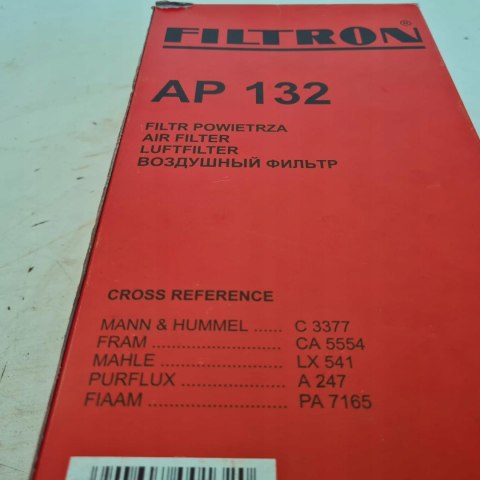 FILTRON®
AP 132
FILTR POWIETRZA
AIR FILTER
LUFTFILTER
ВОЗДУШНЫЙ ФИЛЬТР
CROSS REFERENCE
MANN & HUMMEL ...... C 3377
FRAM ........................ CA 5554
MAHLE ...................... LX 541
PURFLUX .................. A 247
FIAAM ........................ PA 7165